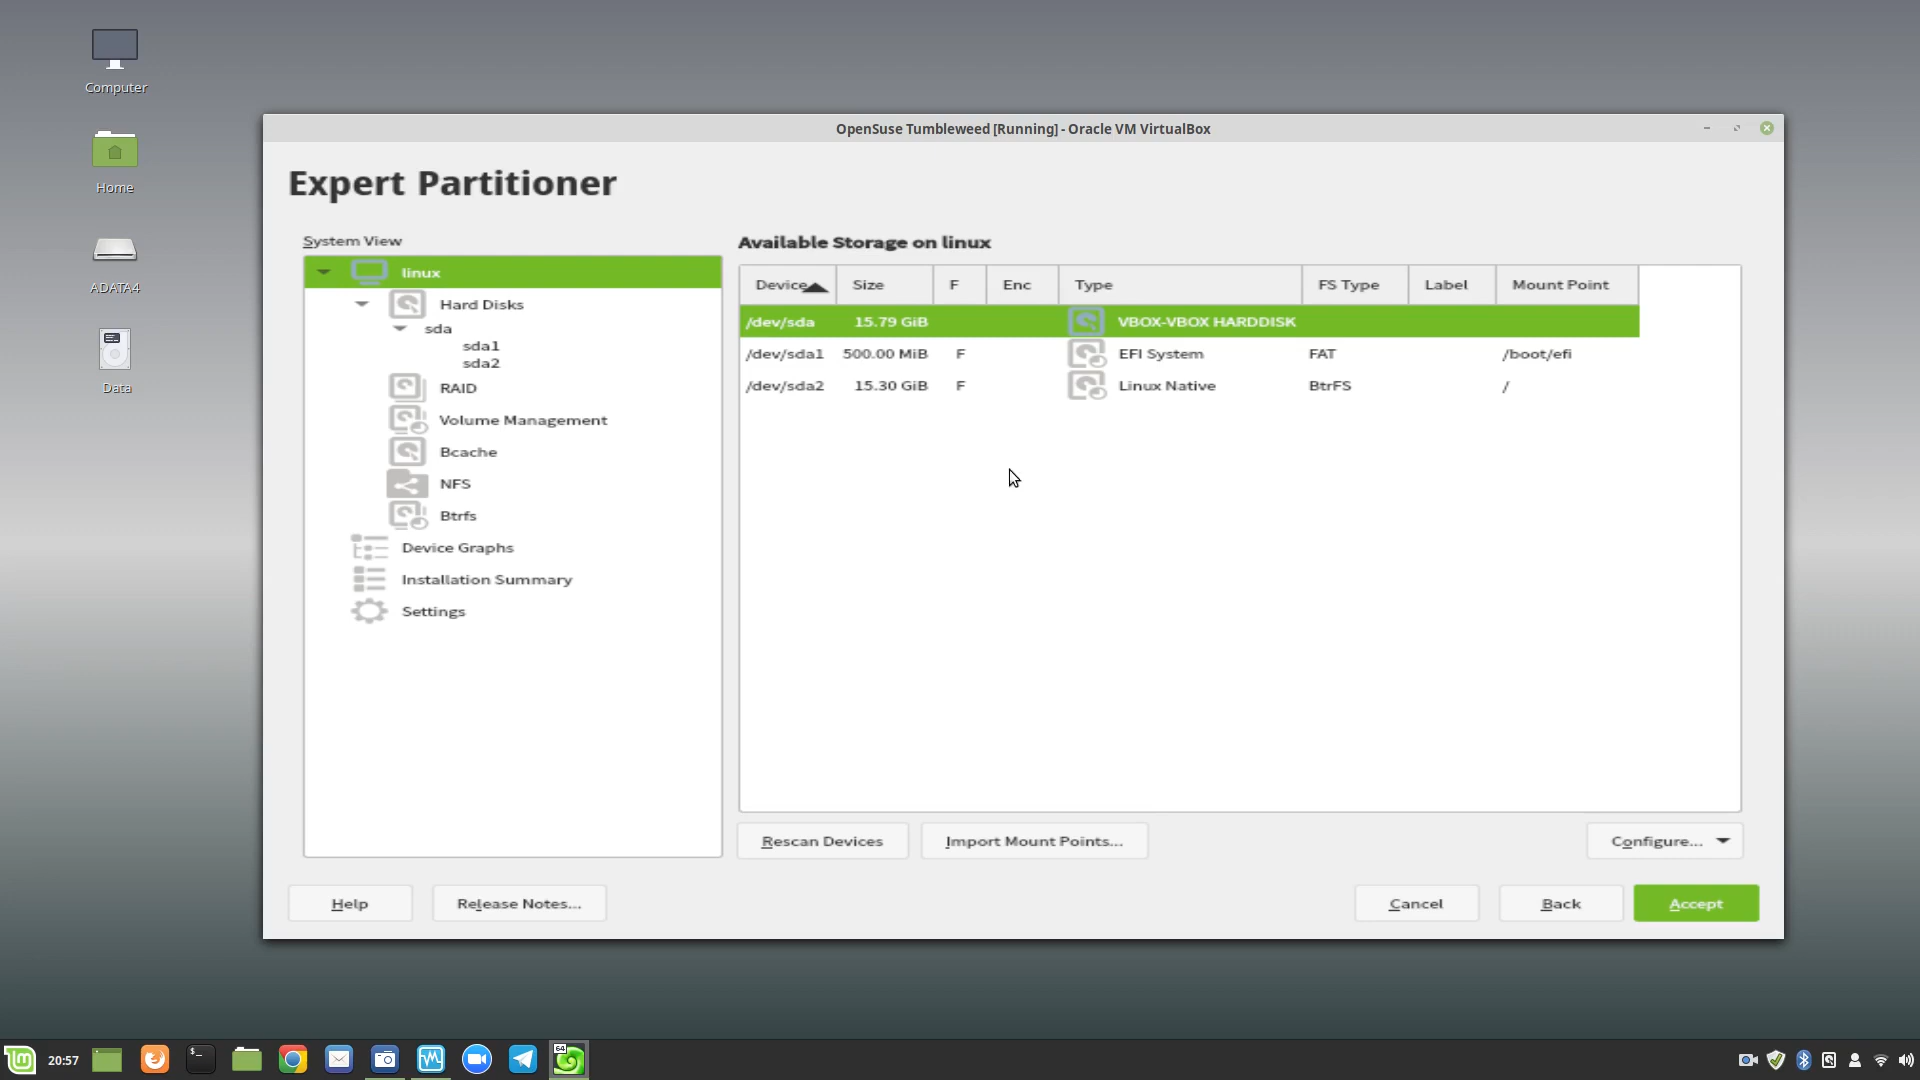 Computer
Home
ADATA4
Data
OpenSuse Tumbleweed [Running] - Oracle VM VirtualBox
Expert Partitioner
System View
linux
Hard Disks
sda
sda1
sda2
RAID
Volume Management
Bcache
NFS
Btrfs
Device Graphs
Installation Summary
Settings
Available Storage on linux
Device Size F Enc Type FS Type Label Mount Point
/dev/sda 15.79 GiB VBOX-VBOX HARDDISK
/dev/sda1 500.00 MiB F EFI System FAT /boot/efi
/dev/sda2 15.30 GiB F Linux Native BtrFS /
Rescan Devices Import Mount Points... Configure...
Help Release Notes... Cancel Back Accept
20:57
64